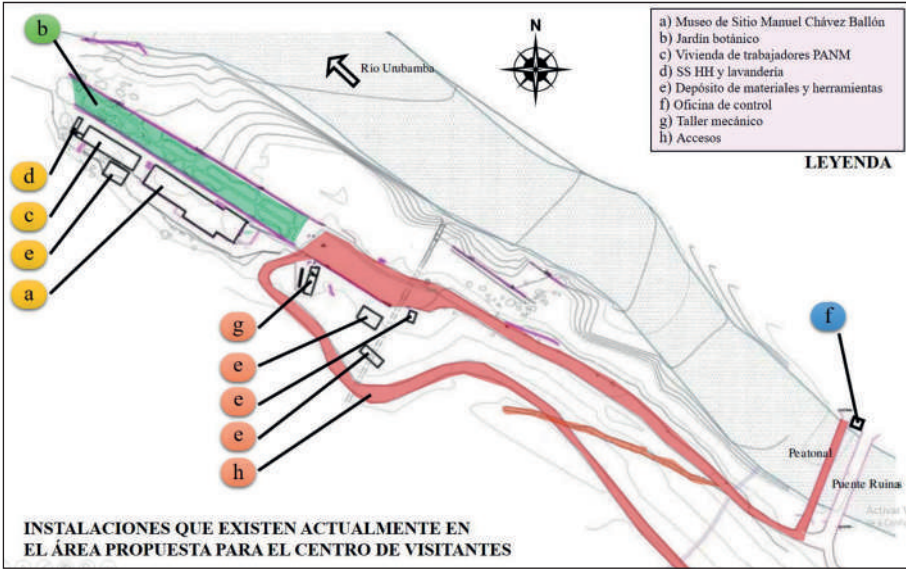 a) Museo de Sitio Manuel Chávez Ballón
b) Jardín botánico
c) Vivienda de trabajadores PANM
d) SS HH y lavandería
e) Depósito de materiales y herramientas
f) Oficina de control
g) Taller mecánico
h) Accesos
LEYENDA
N
Río Urubamba
b
d
c
e
a
g
e
e
e
h
f
Peatonal
Puente Ruinas
Activar
INSTALACIONES QUE EXISTEN ACTUALMENTE EN
EL ÁREA PROPUESTA PARA EL CENTRO DE VISITANTES